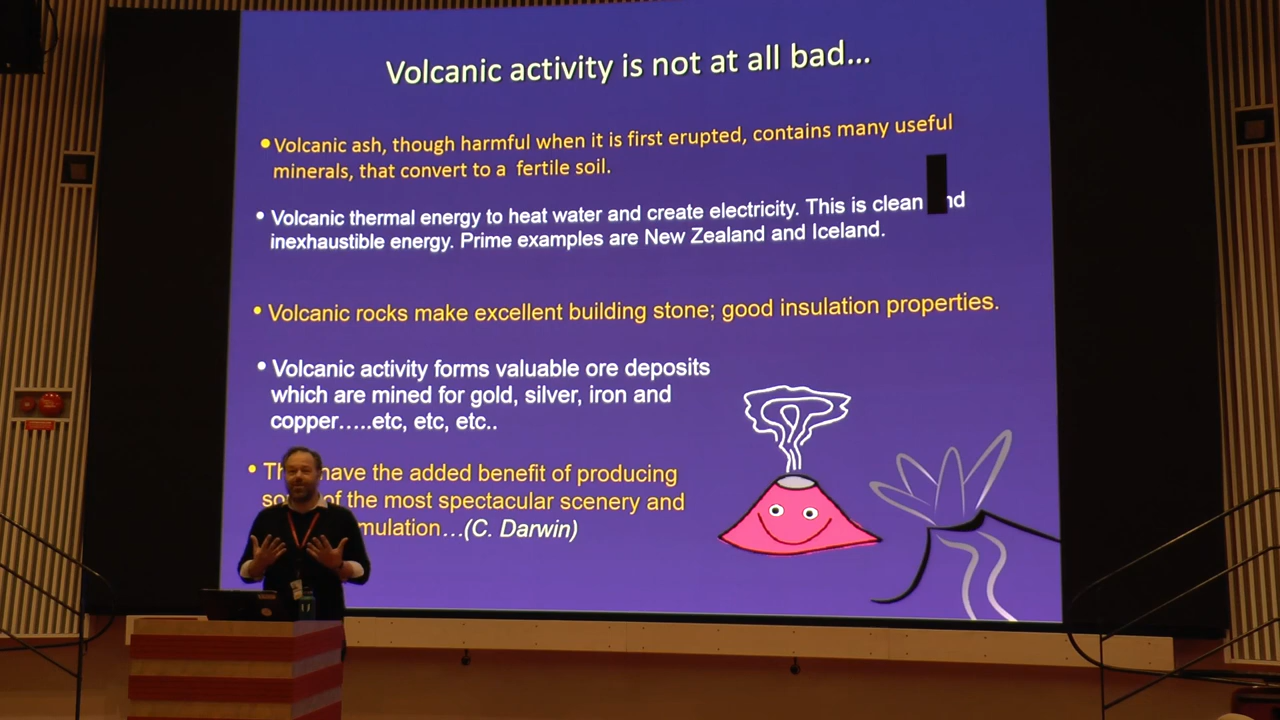 Volcanic activity is not at all bad...
• Volcanic ash, though harmful when it is first erupted, contains many useful
minerals, that convert to a fertile soil.
• Volcanic thermal energy to heat water and create electricity. This is clean nd
inexhaustible energy. Prime examples are New Zealand and Iceland.
• Volcanic rocks make excellent building stone; good insulation properties.
• Volcanic activity forms valuable ore deposits
which are mined for gold, silver, iron and
copper.....etc, etc, etc..
• have the added benefit of producing
of the most spectacular scenery and
mulation...(C. Darwin)